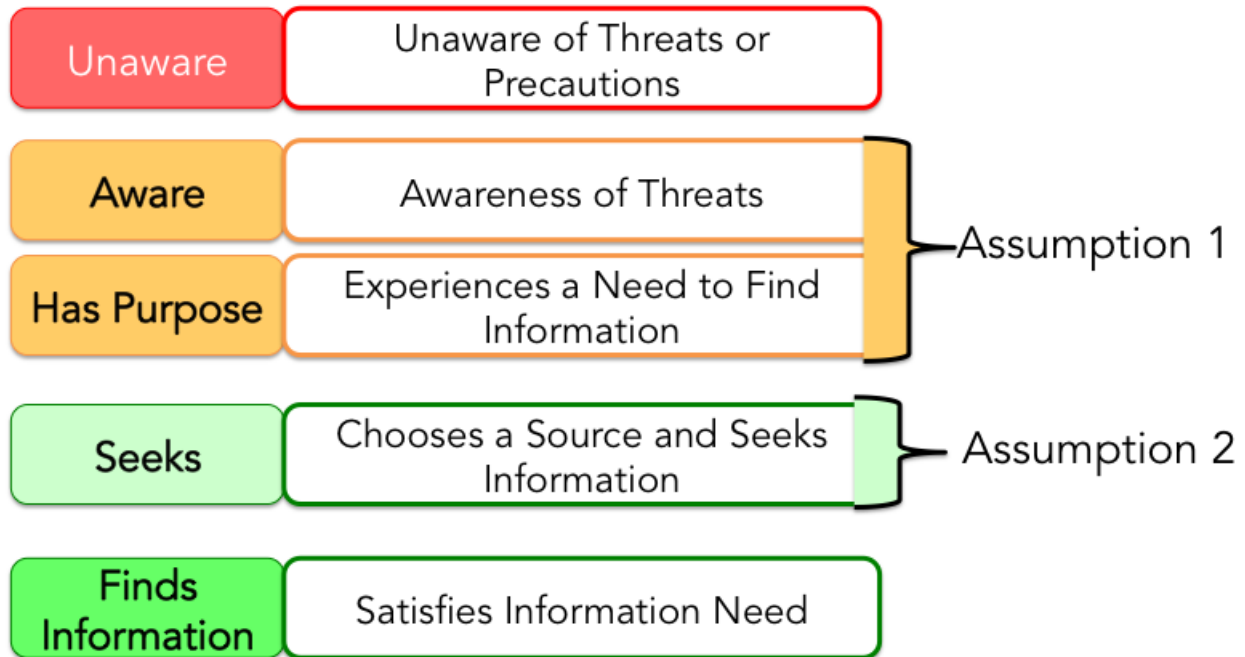 Unaware
Unaware of Threats or
Precautions
Aware
Awareness of Threats
Has Purpose
Experiences a Need to Find
Information
Assumption 1
Seeks
Chooses a Source and Seeks
Information
Assumption 2
Finds
Information
Satisfies Information Need